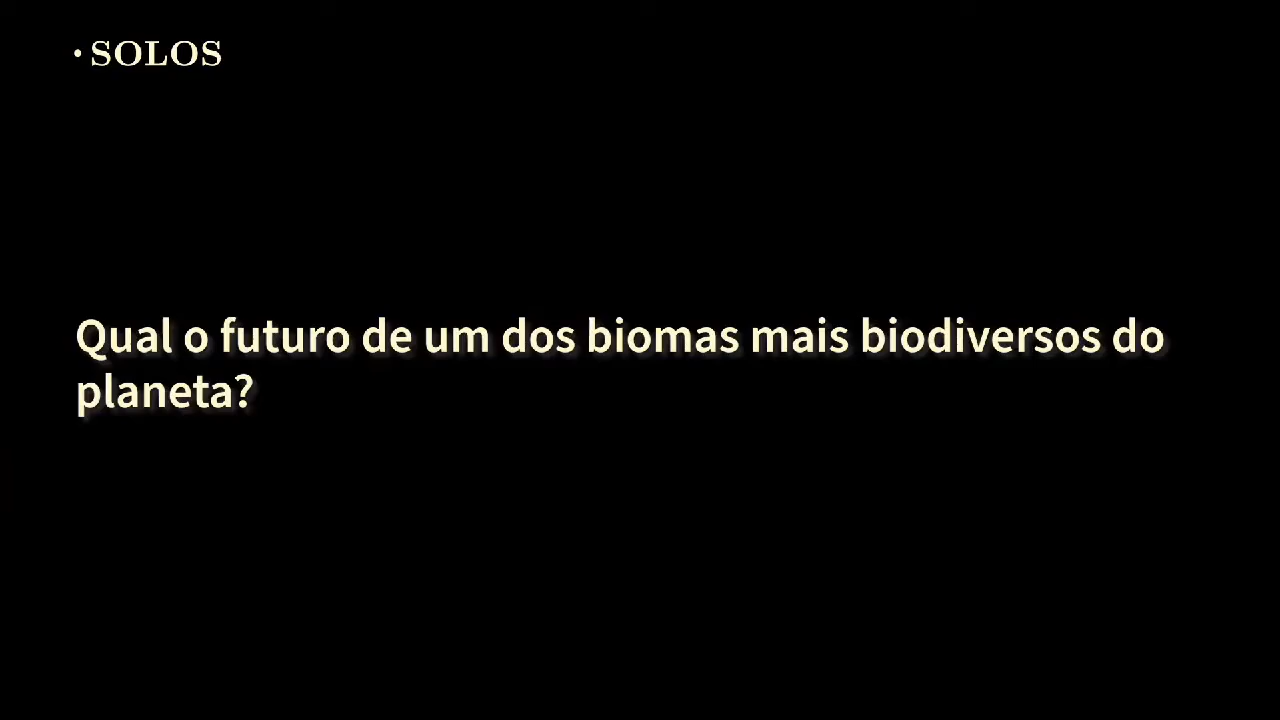 • SOLOS
Qual o futuro de um dos biomas mais biodiversos do
planeta?